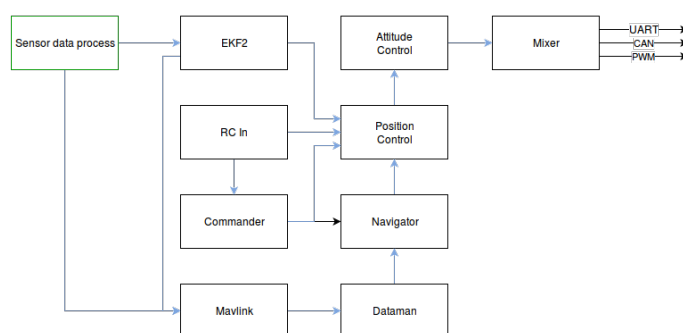 Sensor data process
EKF2
Attitude
Control
Mixer
UART
CAN
PWM
RC In
Position
Control
Commander
Navigator
Mavlink
Dataman